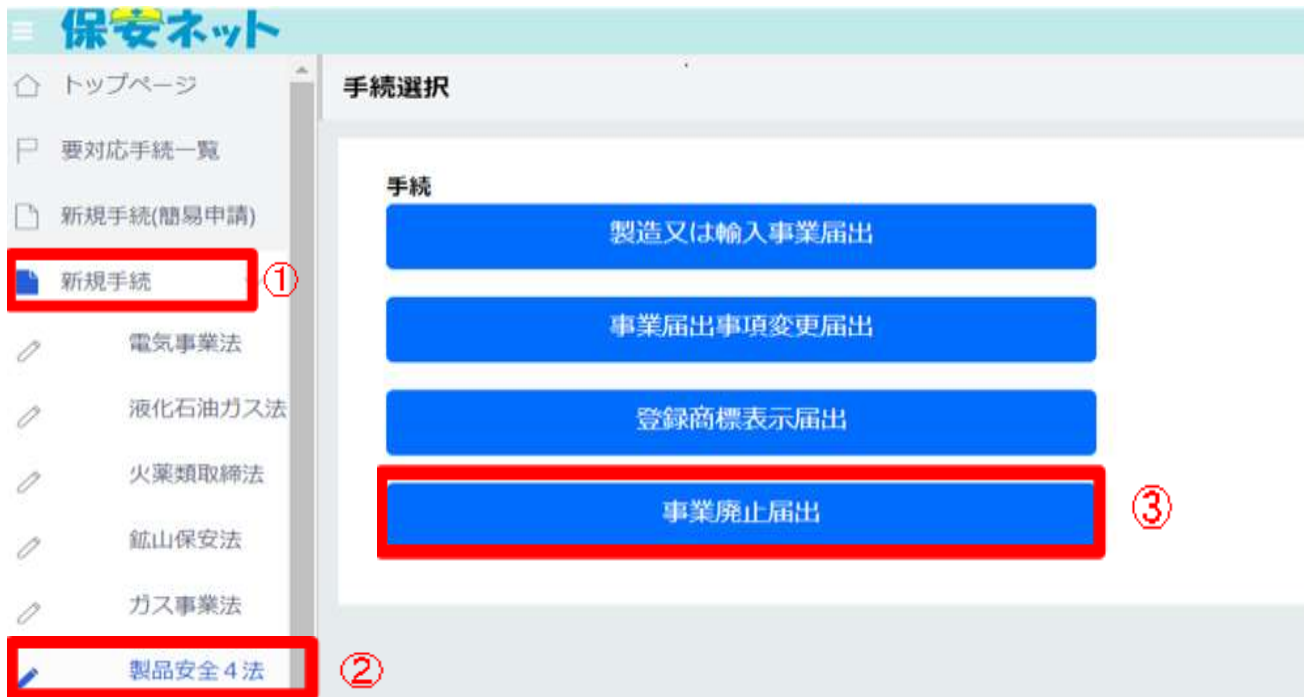 保安ネット
トップページ
要対応手続一覧
新規手続(簡易申請)
新規手続
①
電気事業法
液化石油ガス法
火薬類取締法
鉱山保安法
ガス事業法
製品安全4法
②
手続選択
手続
製造又は輸入事業届出
事業届出事項変更届出
登録商標表示届出
事業廃止届出
③